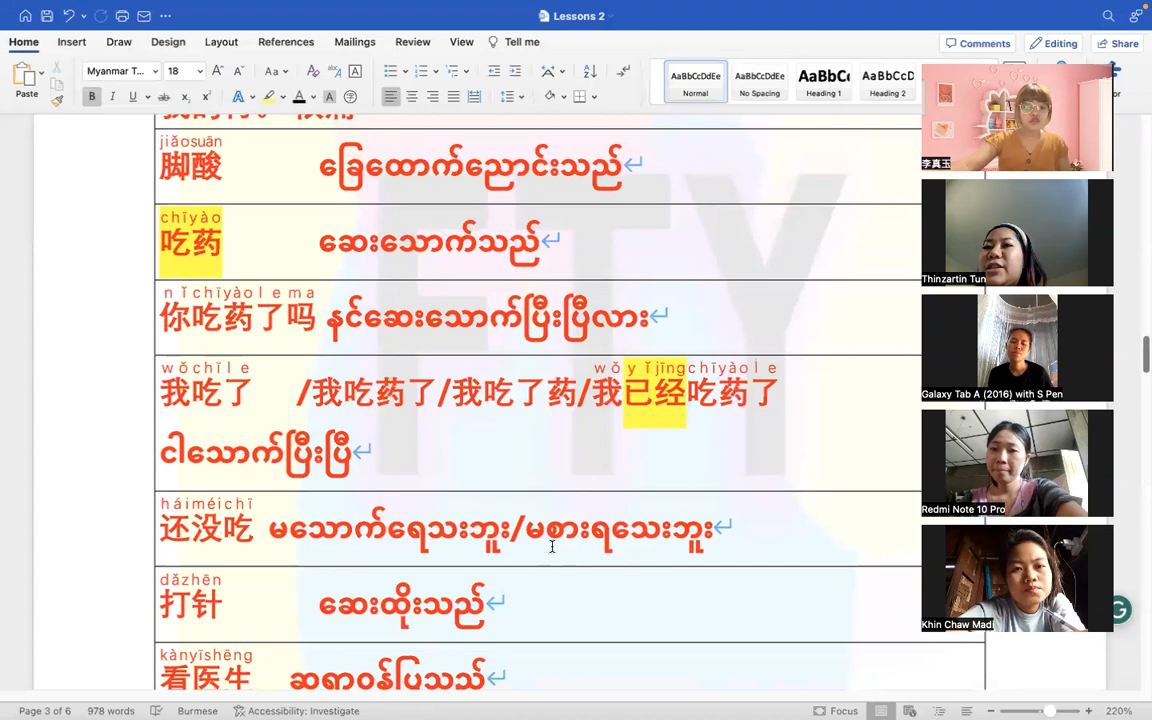 Lessons 2
Home Insert Draw Design Layout References Mailings Review View Tell me Comments Editing Share
Myanmar T... 18
Paste
AaBbCcDdEe AaBbCcDdEe AaBbC AaBbCcD
Normal No Spacing Heading 1 Heading 2
jiǎosuān
脚酸 ခြေထောက်ညောင်းသည်
chīyào
吃药 ဆေးသောက်သည်
nǐchīyàolema
你吃药了吗 နင်ဆေးသောက်ပြီးပြီလား
wǒchīle wǒyǐjīngchīyàole
我吃了 /我吃药了/我吃了药/我已经吃药了
ငါသောက်ပြီးပြီ
háiméichī
还没吃 မသောက်ရေသးဘူး/မစားရသေးဘူး
dǎzhēn
打针 ဆေးထိုးသည်
kànyīshēng
看医生 ဆရာဝန်ပြသည်
FTY
李真玉
Thinzartin Tun
Galaxy Tab A (2016) with S Pen
Redmi Note 10 Pro
Khin Chaw Madi
Page 3 of 6 978 words Burmese Accessibility: Investigate Focus 220%